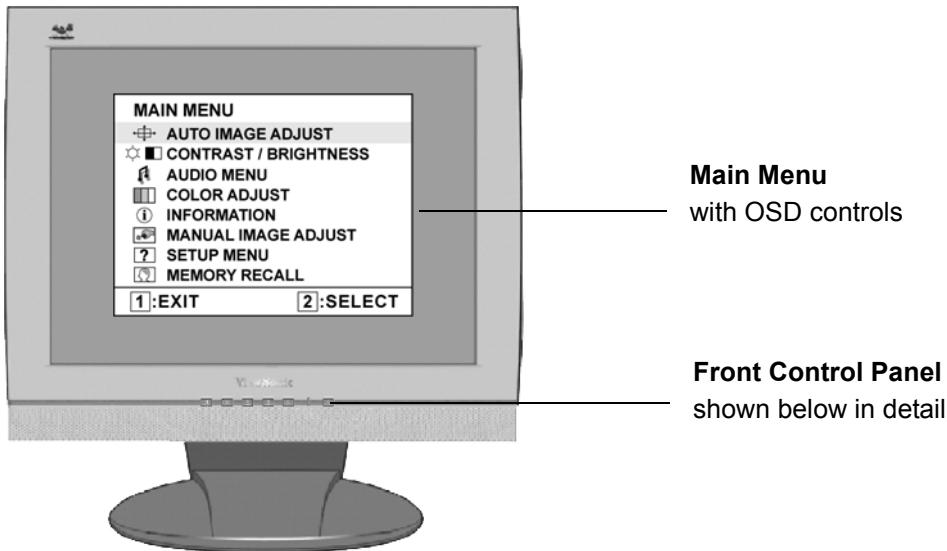 MAIN MENU
AUTO IMAGE ADJUST
CONTRAST / BRIGHTNESS
AUDIO MENU
COLOR ADJUST
INFORMATION
MANUAL IMAGE ADJUST
SETUP MENU
MEMORY RECALL
1:EXIT 2:SELECT
ViewSonic
Main Menu
with OSD controls
Front Control Panel
shown below in detail